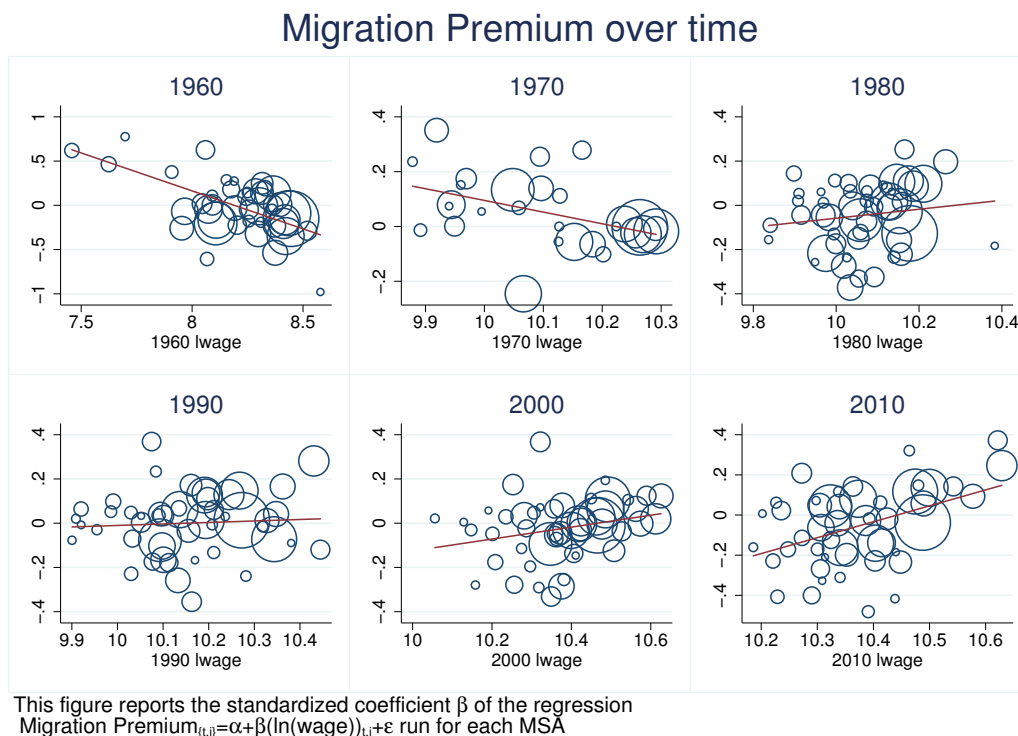 Migration Premium over time
1960
1
.5
0
-.5
-1
7.5 8 8.5
1960 lwage
1970
.4
.2
0
-.2
9.9 10 10.1 10.2 10.3
1970 lwage
1980
.4
.2
0
-.2
-.4
9.8 10 10.2 10.4
1980 lwage
1990
.4
.2
0
-.2
-.4
9.9 10 10.1 10.2 10.3 10.4
1990 lwage
2000
.4
.2
0
-.2
-.4
10 10.2 10.4 10.6
2000 lwage
2010
.4
.2
0
-.2
-.4
10.2 10.3 10.4 10.5 10.6
2010 lwage
This figure reports the standardized coefficient β of the regression
Migration Premium{t,i}=α+β(ln(wage))t,i+ε run for each MSA